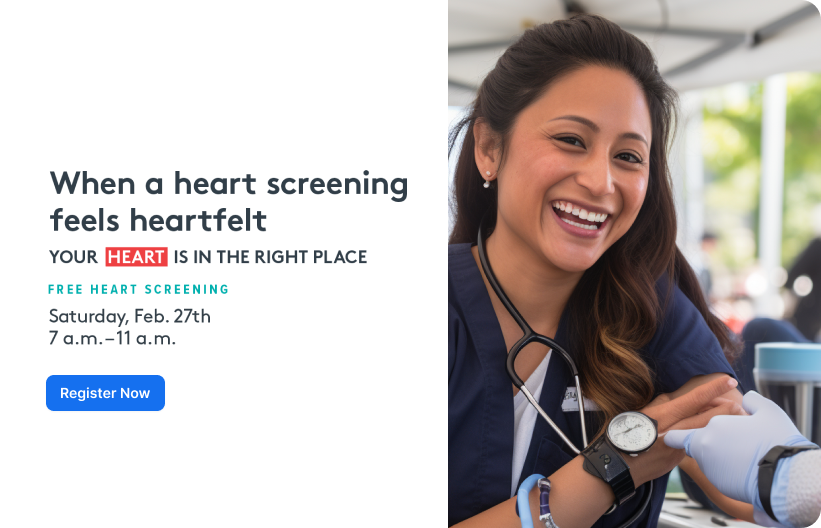 When a heart screening
feels heartfelt
YOUR HEART IS IN THE RIGHT PLACE
FREE HEART SCREENING
Saturday, Feb. 27th
7 a.m.–11 a.m.
Register Now